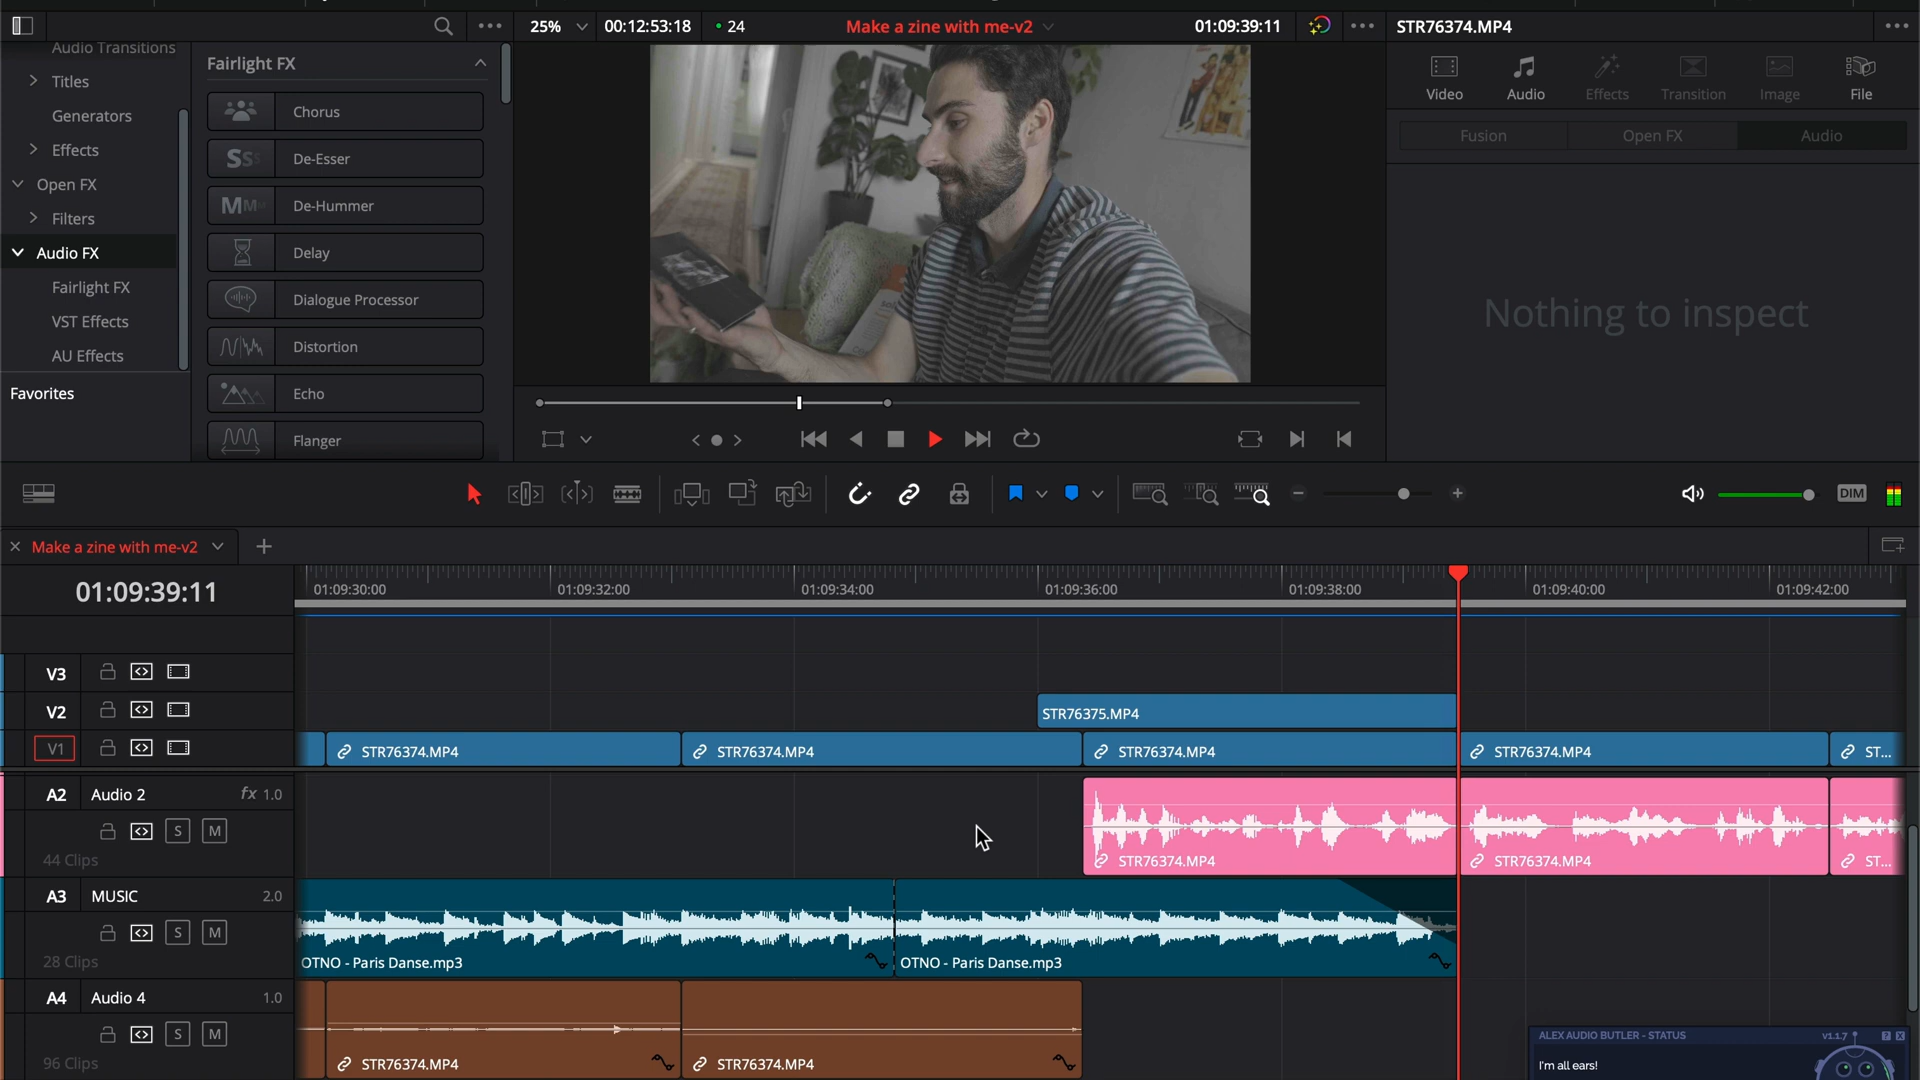 25%
00:12:53:18
24
Make a zine with me-v2
01:09:39:11
STR76374.MP4
Audio Transitions
Titles
Generators
Effects
Open FX
Filters
Audio FX
Fairlight FX
VST Effects
AU Effects
Favorites
Fairlight FX
Chorus
De-Esser
De-Hummer
Delay
Dialogue Processor
Distortion
Echo
Flanger
Video
Audio
Effects
Transition
Image
File
Fusion
Open FX
Audio
Nothing to inspect
DIM
Make a zine with me-v2
01:09:39:11
01:09:30:00
01:09:32:00
01:09:34:00
01:09:36:00
01:09:38:00
01:09:40:00
01:09:42:00
V3
V2
STR76375.MP4
V1
STR76374.MP4
STR76374.MP4
STR76374.MP4
STR76374.MP4
ST...
A2
Audio 2
fx 1.0
S
M
44 Clips
STR76374.MP4
STR76374.MP4
ST...
A3
MUSIC
2.0
S
M
28 Clips
OTNO - Paris Danse.mp3
OTNO - Paris Danse.mp3
A4
Audio 4
1.0
S
M
96 Clips
STR76374.MP4
STR76374.MP4
ALEX AUDIO BUTLER - STATUS
v1.1.7
I'm all ears!